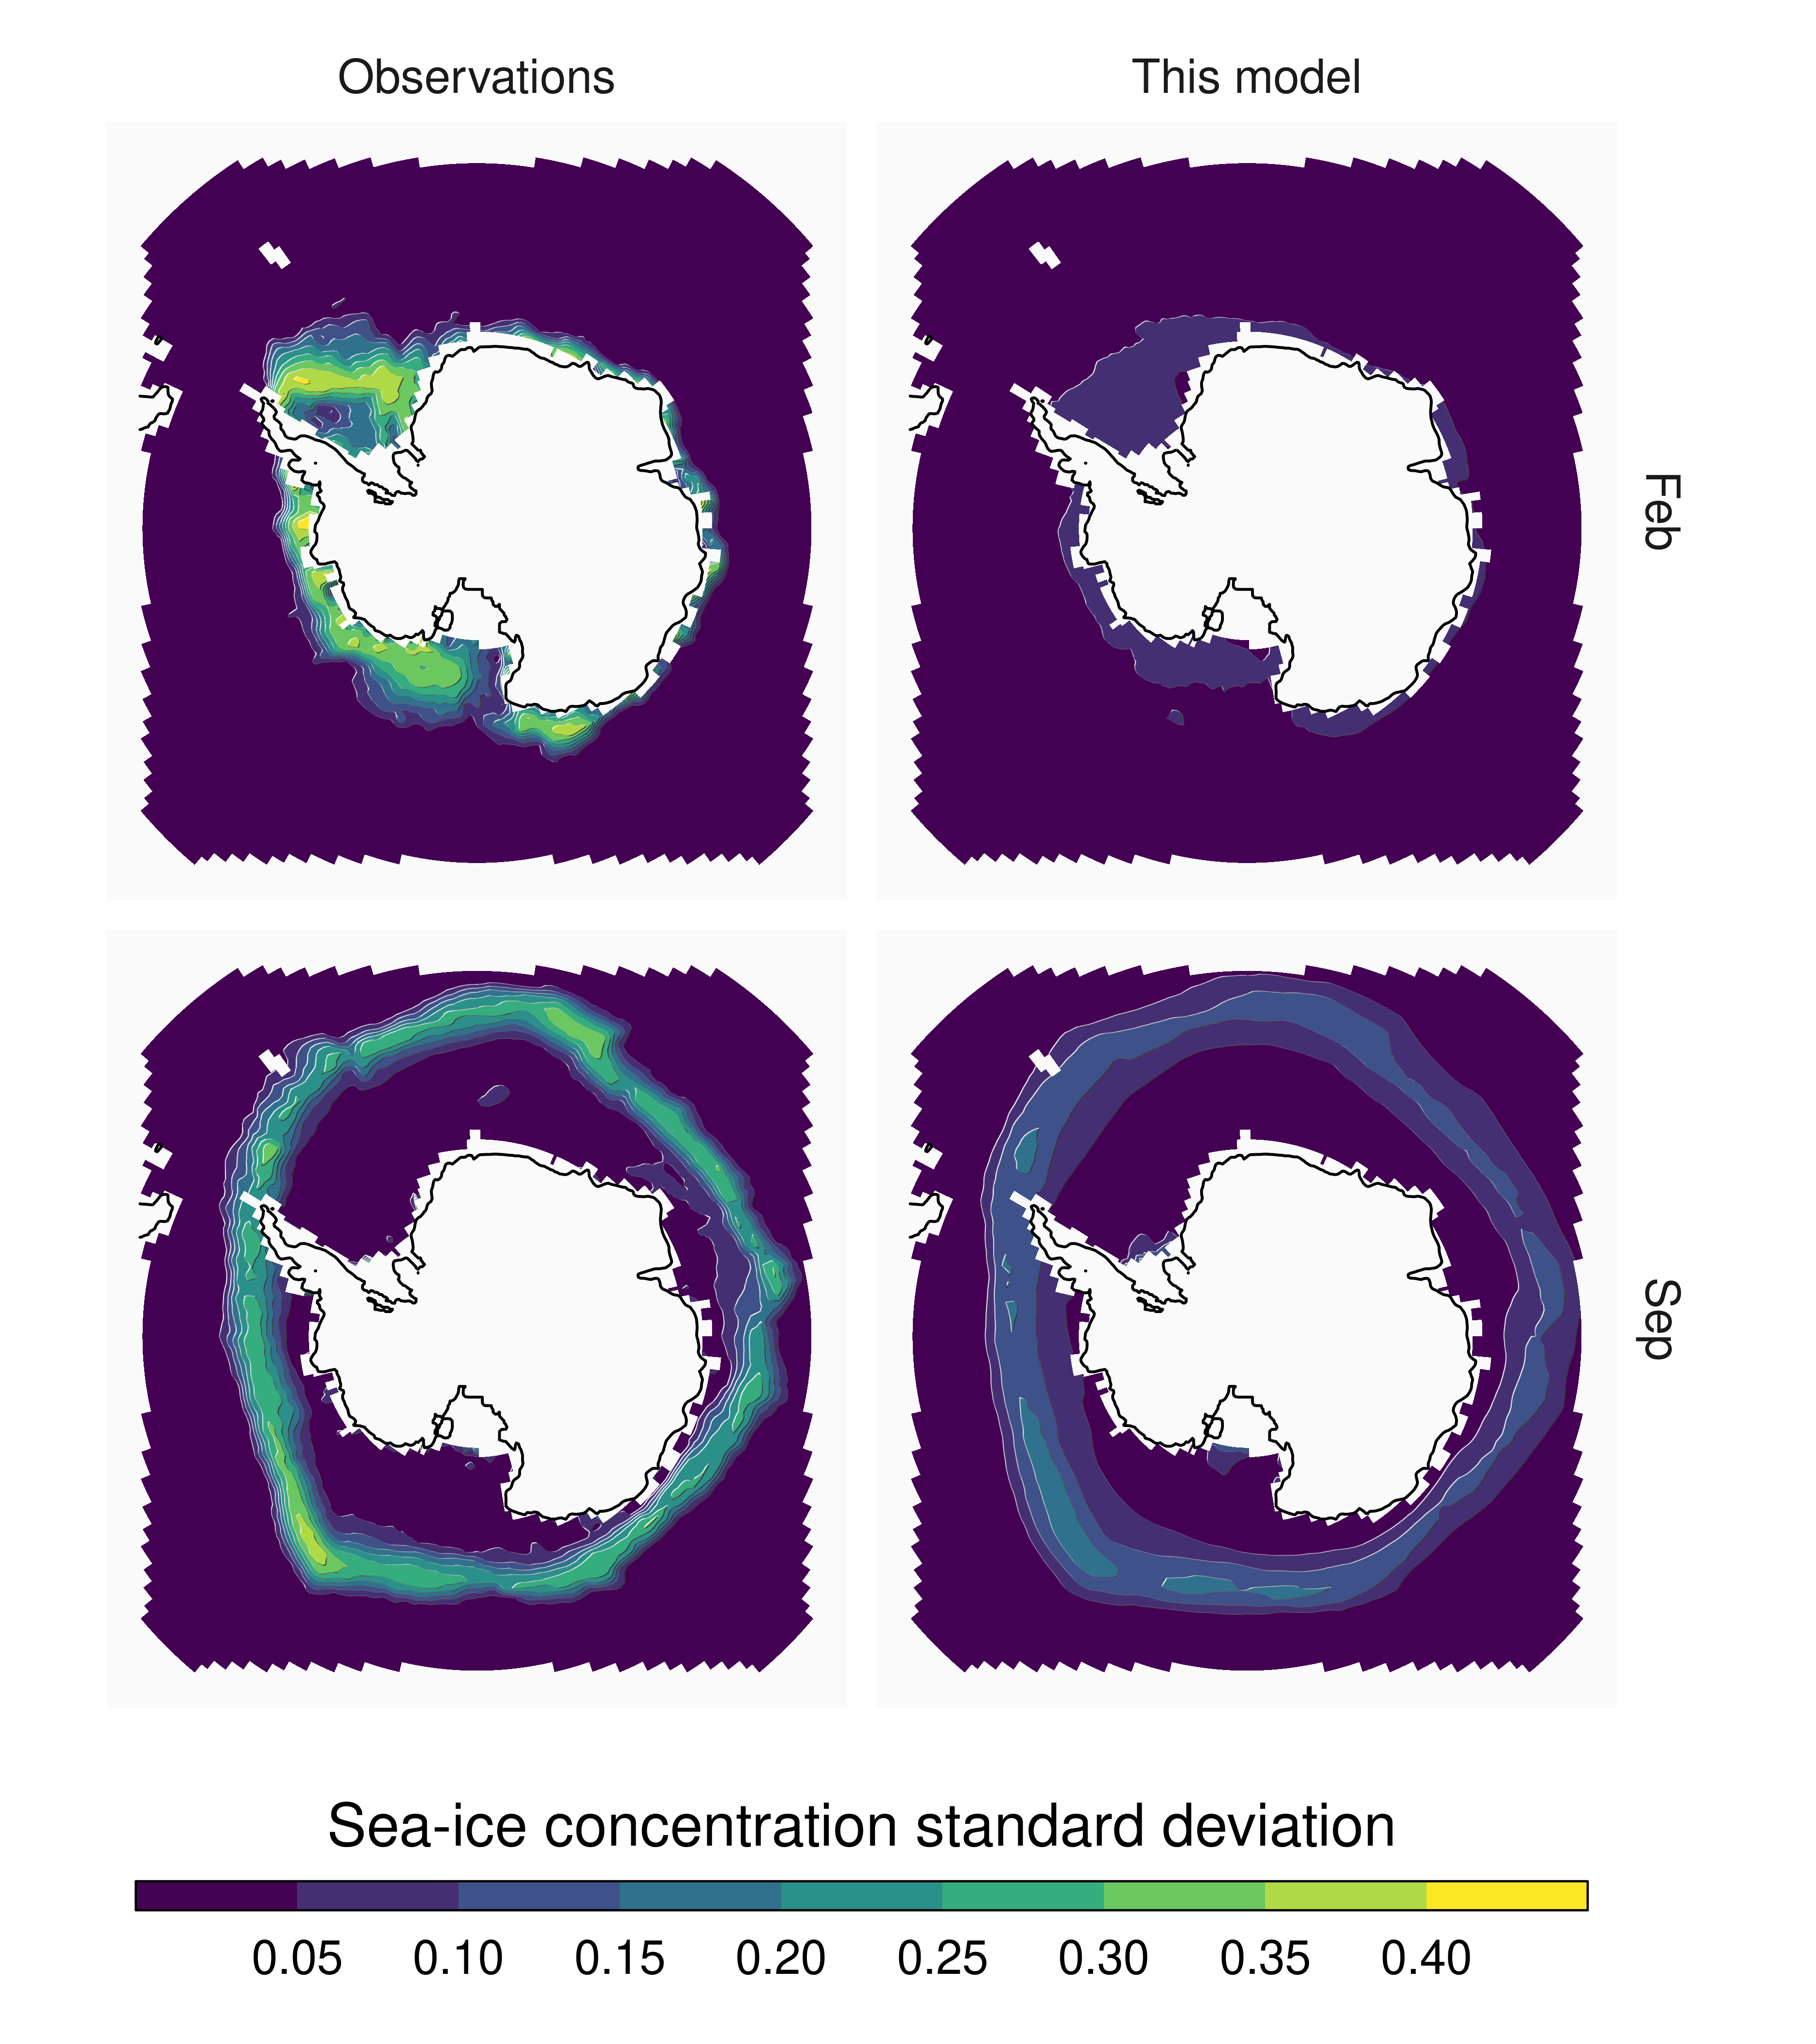 Observations
This model
Feb
Sep
Sea-ice concentration standard deviation
0.05 0.10 0.15 0.20 0.25 0.30 0.35 0.40